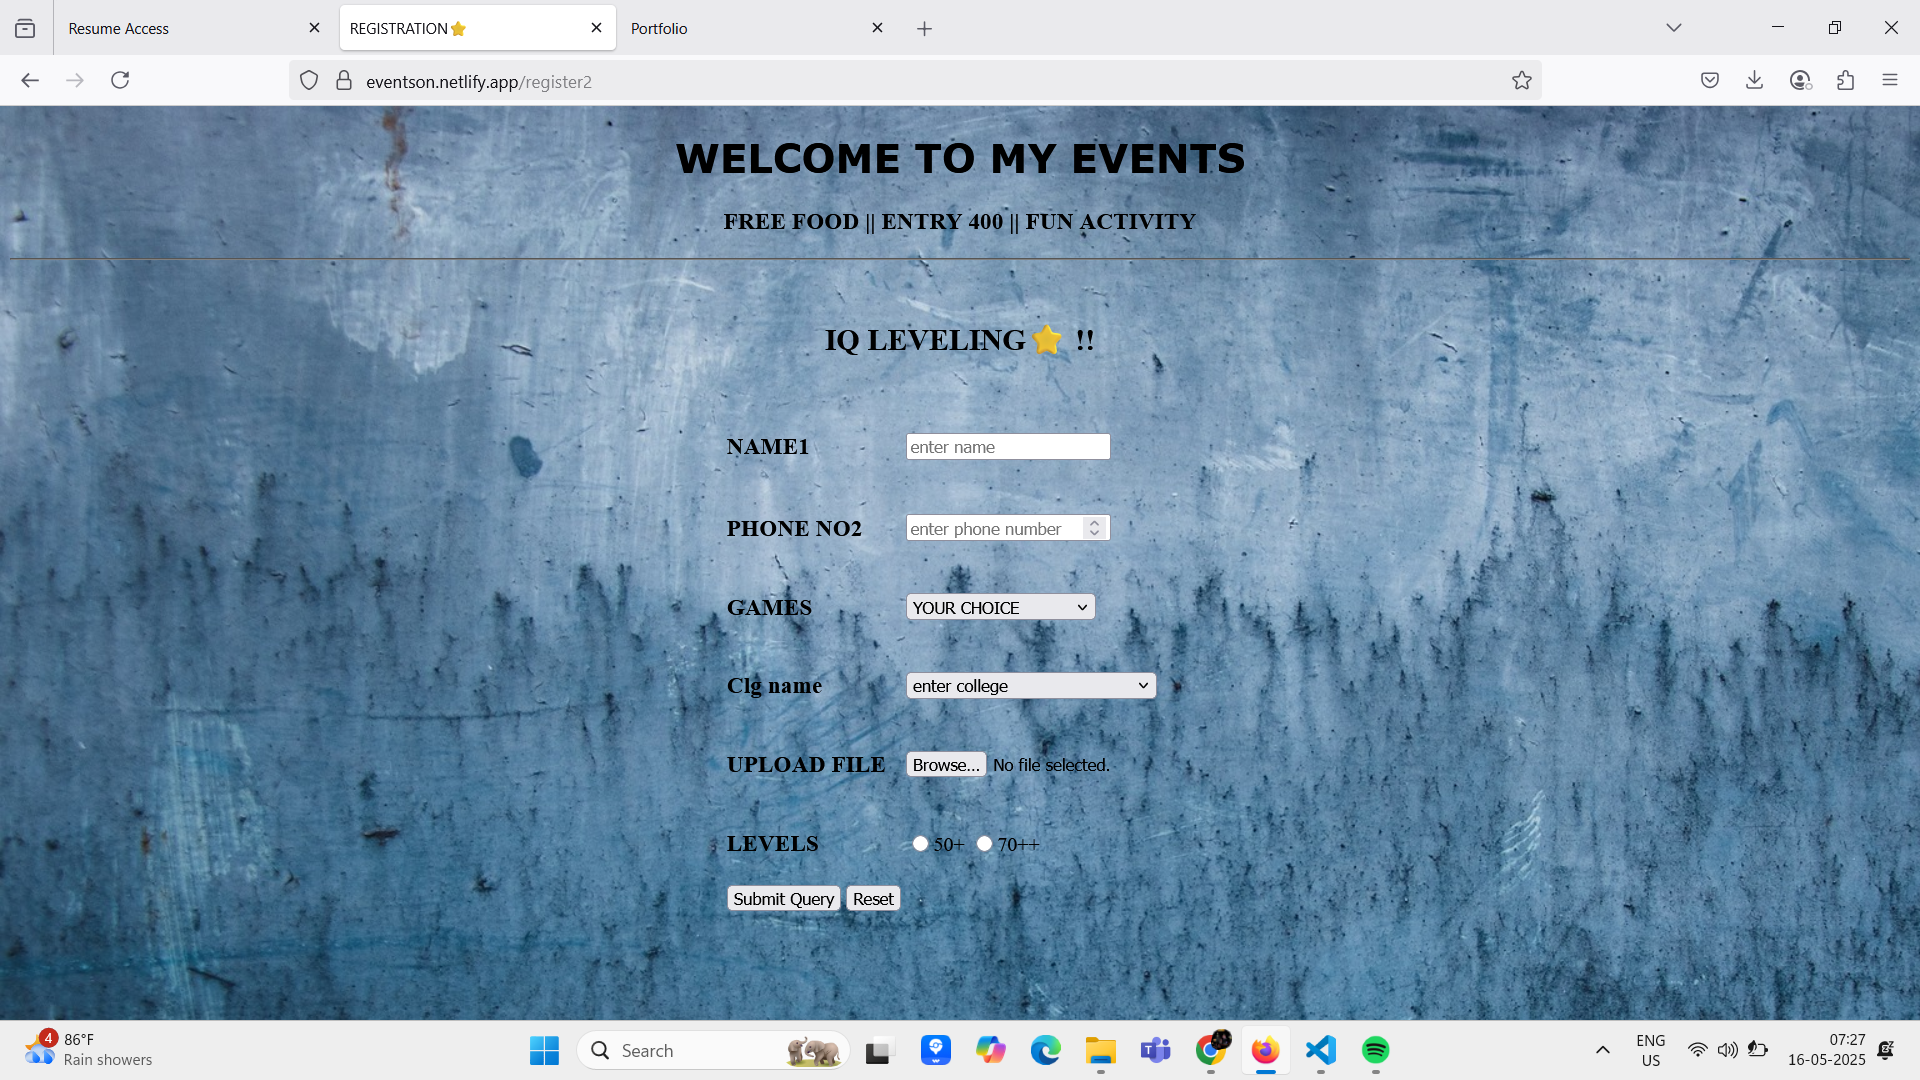 Resume Access
REGISTRATION⭐
Portfolio
eventson.netlify.app/register2
WELCOME TO MY EVENTS
FREE FOOD || ENTRY 400 || FUN ACTIVITY
IQ LEVELING⭐ !!
NAME1 enter name
PHONE NO2 enter phone number
GAMES YOUR CHOICE
Clg name enter college
UPLOAD FILE Browse... No file selected.
LEVELS 50+ 70++
Submit Query Reset
4 86°F
Rain showers
Search
ENG
US
07:27
16-05-2025